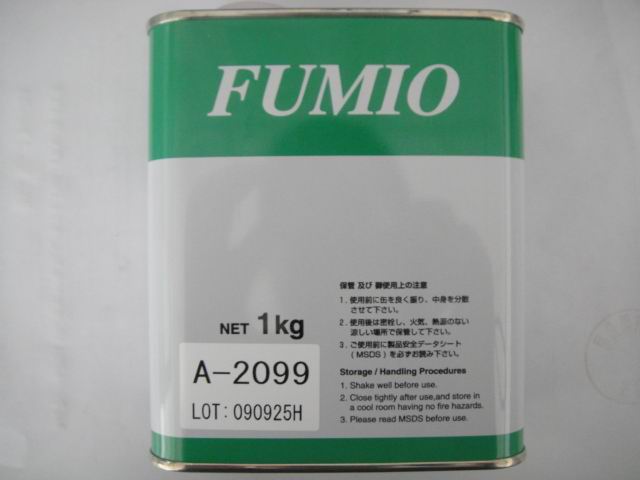 FUMIO
保管 及び 御使用上の注意
1. 使用前に缶を良く振り、中身を分散
させて下さい。
2. 使用後は密栓し、火気、熱源のない
涼しい場所で保管して下さい。
3. ご使用前に製品安全データシート
(MSDS)を必ずお読み下さい。
NET 1kg
A-2099
LOT: 090925H
Storage / Handling Procedures
1. Shake well before use.
2. Close tightly after use,and store in
a cool room having no fire hazards.
3. Please read MSDS before use.